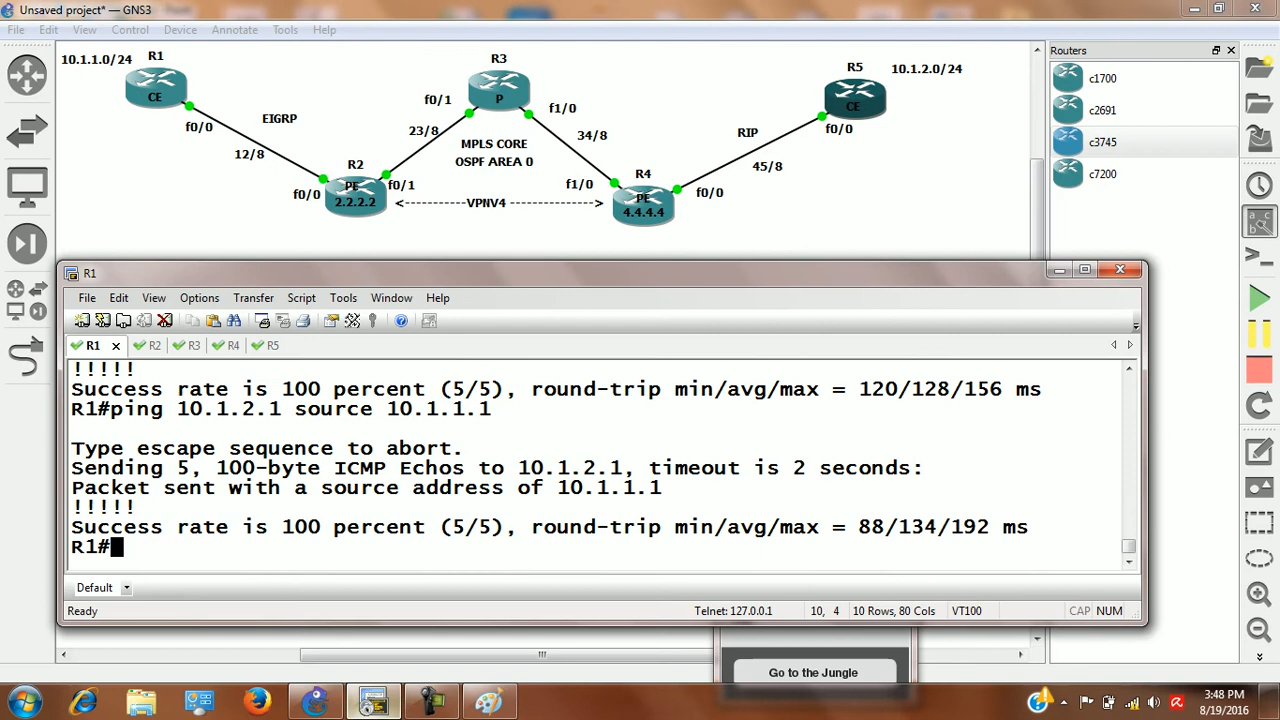 Unsaved project* — GNS3
File Edit View Control Device Annotate Tools Help
10.1.1.0/24
R1
CE
f0/0
EIGRP
12/8
R2
f0/0
PE
2.2.2.2
f0/1
23/8
f0/1
R3
P
f1/0
MPLS CORE
OSPF AREA 0
34/8
<---------------VPNV4 ---------------->
f1/0
R4
PE
4.4.4.4
f0/0
RIP
45/8
R5
CE
f0/0
10.1.2.0/24
Routers
c1700
c2691
c3745
c7200
R1
File Edit View Options Transfer Script Tools Window Help
R1 R2 R3 R4 R5
!!!!!
Success rate is 100 percent (5/5), round-trip min/avg/max = 120/128/156 ms
R1#ping 10.1.2.1 source 10.1.1.1
Type escape sequence to abort.
Sending 5, 100-byte ICMP Echos to 10.1.2.1, timeout is 2 seconds:
Packet sent with a source address of 10.1.1.1
!!!!!
Success rate is 100 percent (5/5), round-trip min/avg/max = 88/134/192 ms
R1#
Default
Ready Telnet: 127.0.0.1 10, 4 10 Rows, 80 Cols VT100 CAP NUM
Go to the Jungle
3:48 PM
8/19/2016